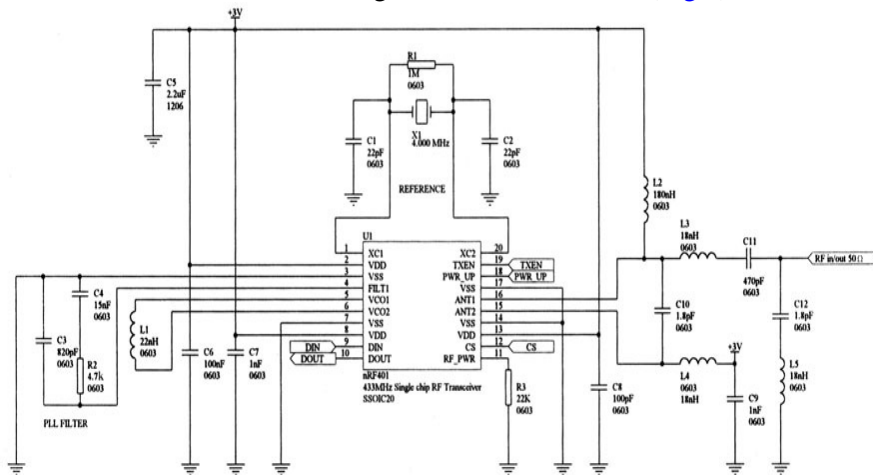 +3V
C5
2.2uF
1206
R1
1M
0603
X1
4.000 MHz
C1
22pF
0603
C2
22pF
0603
REFERENCE
L2
180nH
0603
L3
18nH
0603
C11
470pF
0603
RF in/out 50Ω
C12
1.8pF
0603
L5
18nH
0603
C10
1.8pF
0603
L4
0603
18nH
+3V
C9
1nF
0603
C8
100pF
0603
R3
22K
0603
U1
1 XC1
2 VDD
3 VSS
4 FILT1
5 VCO1
6 VCO2
7 VSS
8 VDD
9 DIN
10 DOUT
XC2 20
TXEN 19
PWR_UP 18
VSS 17
ANT1 16
ANT2 15
VSS 14
VDD 13
CS 12
RF_PWR 11
TXEN
PWR_UP
CS
DIN
DOUT
nRF401
433MHz Single chip RF Transceiver
SSOIC20
C4
15nF
0603
C3
820pF
0603
R2
4.7k
0603
PLL FILTER
L1
22nH
0603
C6
100nF
0603
C7
1nF
0603